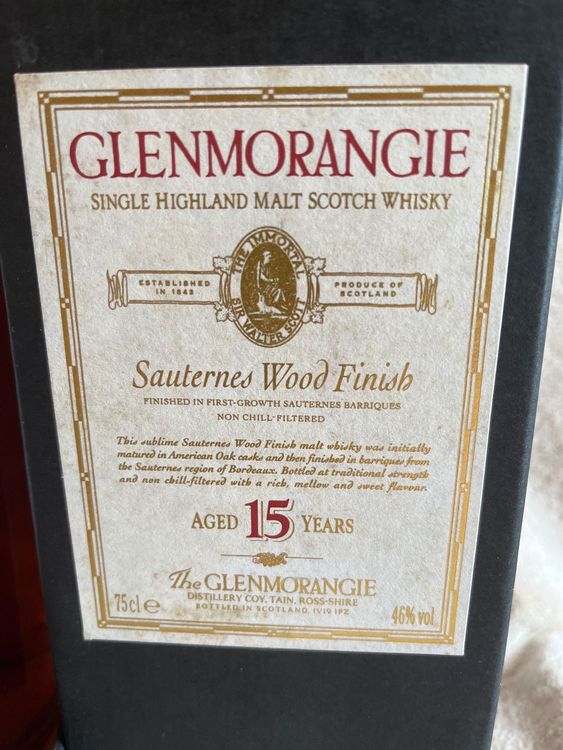 GLENMORANGIE
SINGLE HIGHLAND MALT SCOTCH WHISKY
THE IMMORTAL
ESTABLISHED
IN 1843
PRODUCE OF
SCOTLAND
SIR WALTER SCOTT
Sauternes Wood Finish
FINISHED IN FIRST-GROWTH SAUTERNES BARRIQUES
NON CHILL-FILTERED
This sublime Sauternes Wood Finish malt whisky was initially
matured in American Oak casks and then finished in barriques from
the Sauternes region of Bordeaux. Bottled at traditional strength
and non chill-filtered with a rich, mellow and sweet flavour.
AGED 15 YEARS
The GLENMORANGIE
DISTILLERY COY, TAIN, ROSS-SHIRE
BOTTLED IN SCOTLAND, IV19 1PZ
75cl e
46% vol